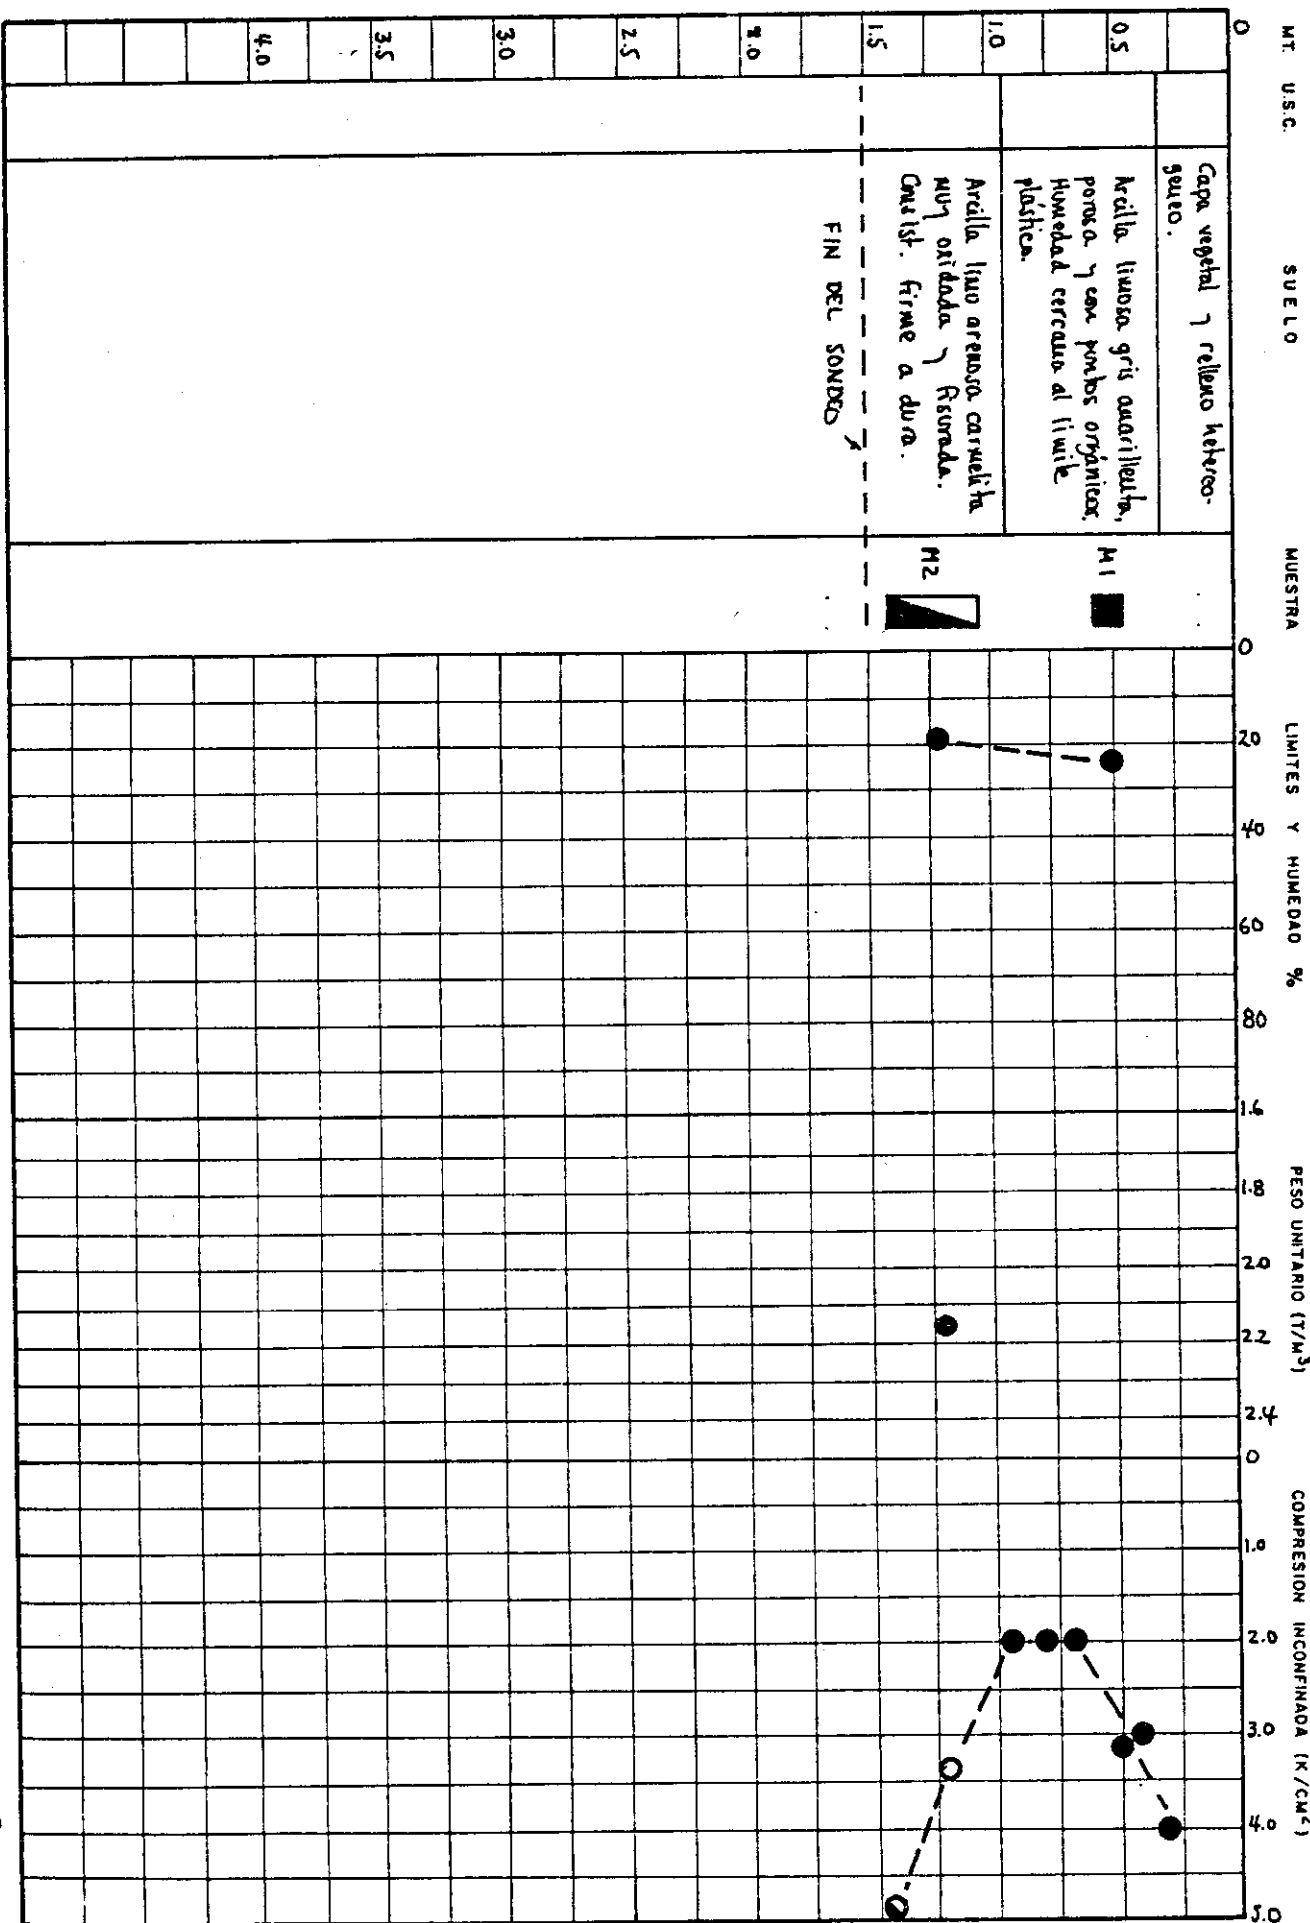 MT.
U.S.C.
SUELO
MUESTRA
LIMITES Y HUMEDAD %
PESO UNITARIO (T/M³)
COMPRESION INCONFINADA (K/CM²)
0
0.5
1.0
1.5
2.0
2.5
3.0
3.5
4.0
Capa vegetal y relleno heterog-
geneo.
Arcilla limosa gris amarillenta,
porosa y con puntos orgánicos.
Humedad cercana al limite
plástico.
Arcilla limo arenosa carmelita
muy oxidada y fisurada.
Consist. firme a dura.
FIN DEL SONDEO
M1
M2
0
20
40
60
80
1.6
1.8
2.0
2.2
2.4
0
1.0
2.0
3.0
4.0
5.0